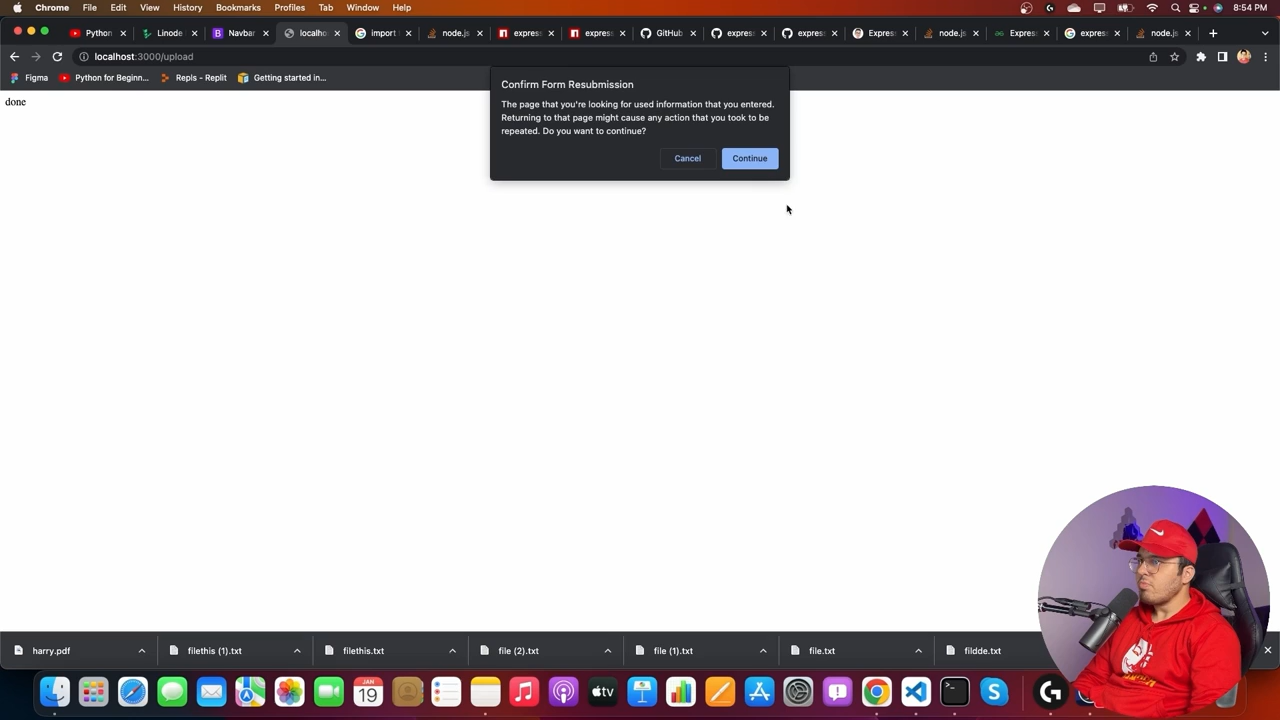 Chrome File Edit View History Bookmarks Profiles Tab Window Help 8:54 PM
Python Linode Navbar localho import node.js express express GitHub express express Express node.js Express express node.js
localhost:3000/upload
Figma Python for Beginn... Repls - Replit Getting started in...
done
Confirm Form Resubmission
The page that you're looking for used information that you entered.
Returning to that page might cause any action that you took to be
repeated. Do you want to continue?
Cancel Continue
harry.pdf filethis (1).txt filethis.txt file (2).txt file (1).txt file.txt fildde.txt
JAN
19
tv